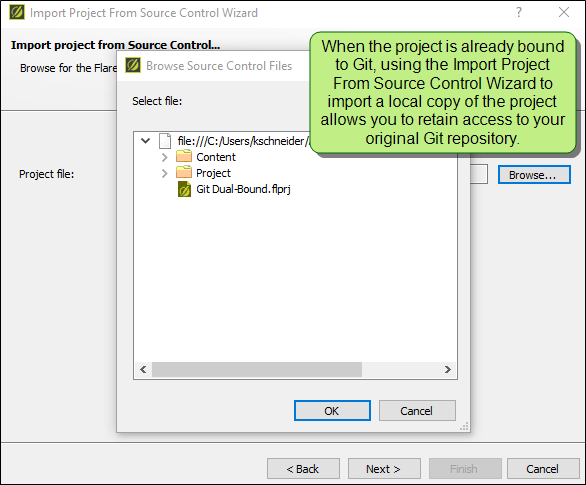 Import Project From Source Control Wizard
Import project from Source Control...
Browse for the Flare
Browse Source Control Files
Select file:
When the project is already bound
to Git, using the Import Project
From Source Control Wizard to
import a local copy of the project
allows you to retain access to your
original Git repository.
file:///C:/Users/kschneider/
Content
Project
Git Dual-Bound.flprj
Project file:
Browse...
OK
Cancel
< Back
Next >
Finish
Cancel